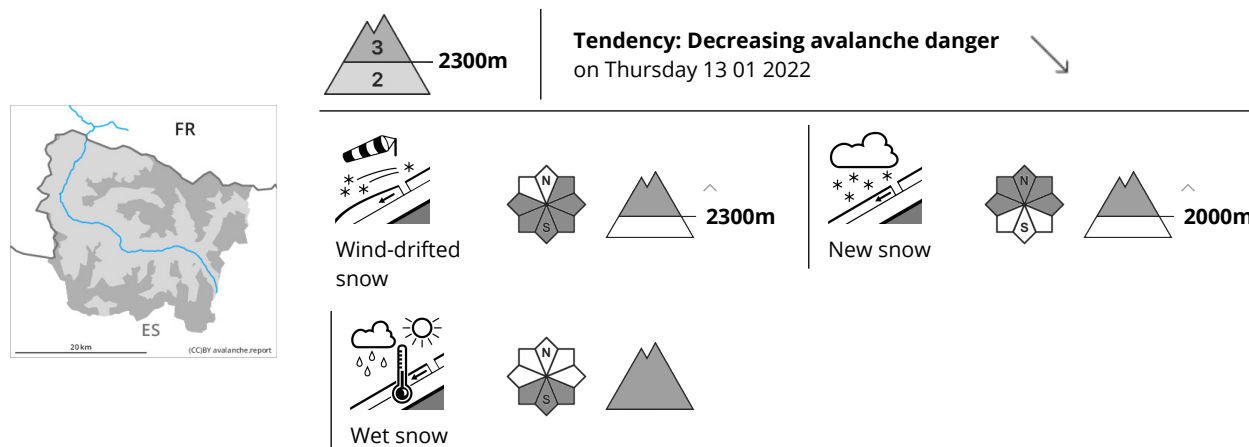 3
2
2300m
Tendency: Decreasing avalanche danger
on Thursday 13 01 2022
FR
ES
20 km
(CC)BY avalanche.report
N
S
2300m
Wind-drifted
snow
N
S
2000m
New snow
N
S
Wet snow